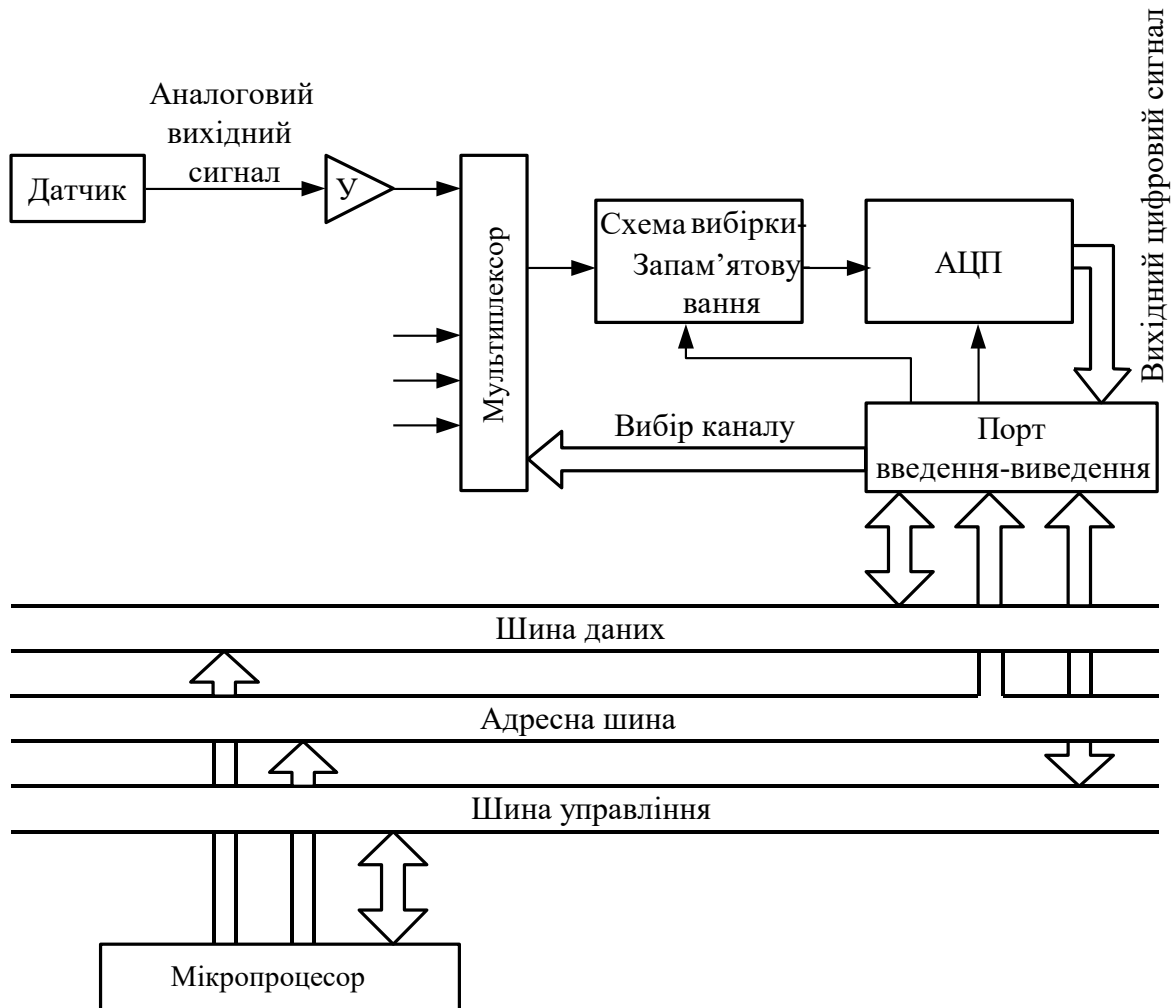 Аналоговий
вихідний
сигнал
Датчик
У
Мультиплексор
Схема вибірки-
Запам’ятову
вання
АЦП
Вихідний цифровий сигнал
Вибір каналу
Порт
введення-виведення
Шина даних
Адресна шина
Шина управління
Мікропроцесор